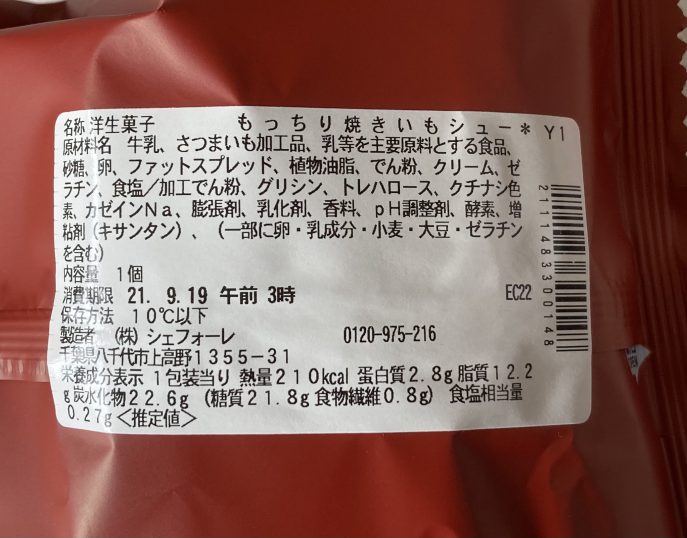 名称 洋生菓子 もっちり焼きいもシュー* Y1
原材料名 牛乳、さつまいも加工品、乳等を主要原料とする食品、
砂糖、卵、ファットスプレッド、植物油脂、でん粉、クリーム、ゼ
ラチン、食塩/加工でん粉、グリシン、トレハロース、クチナシ色
素、カゼインNa、膨張剤、乳化剤、香料、pH調整剤、酵素、増
粘剤(キサンタン)、(一部に卵・乳成分・小麦・大豆・ゼラチン
を含む)
内容量 1個
消費期限 21. 9.19 午前 3時 EC22
保存方法 10℃以下
製造者 (株)シェフォーレ 0120-975-216
千葉県八千代市上高野1355-31
栄養成分表示 1包装当り 熱量210kcal 蛋白質2.8g 脂質12.2
g 炭水化物22.6g (糖質21.8g 食物繊維0.8g) 食塩相当量
0.27g<推定値>
2111483300148